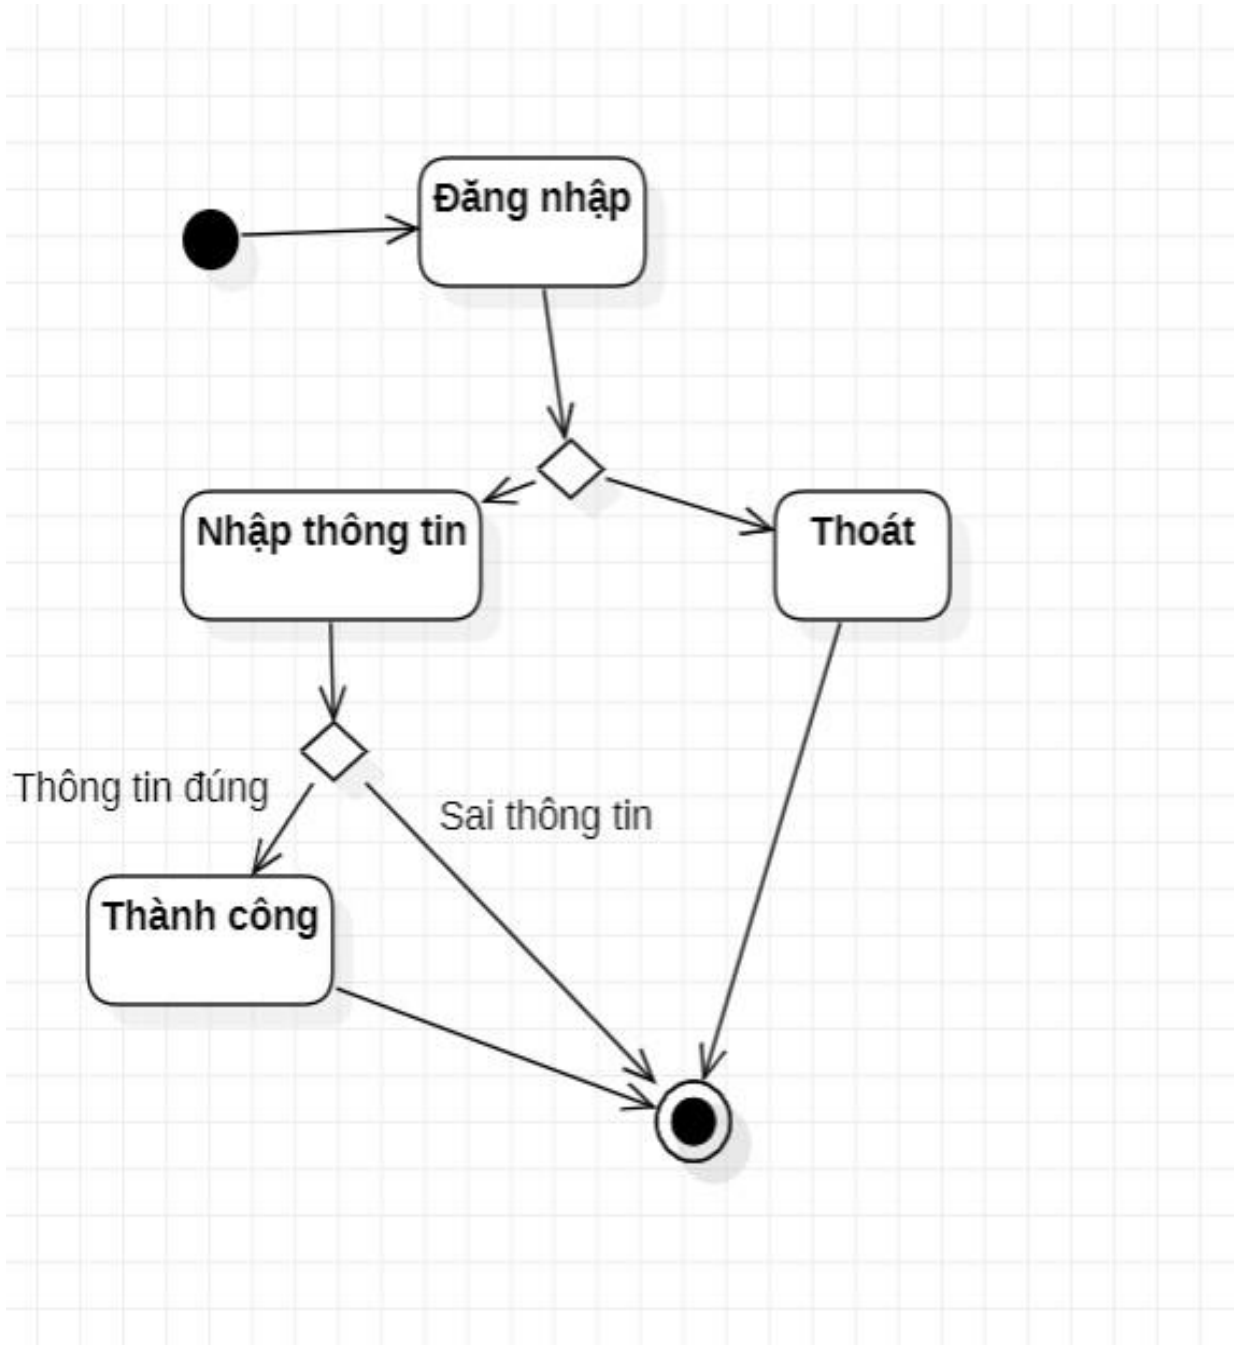 Đăng nhập
Nhập thông tin
Thoát
Thông tin đúng
Sai thông tin
Thành công